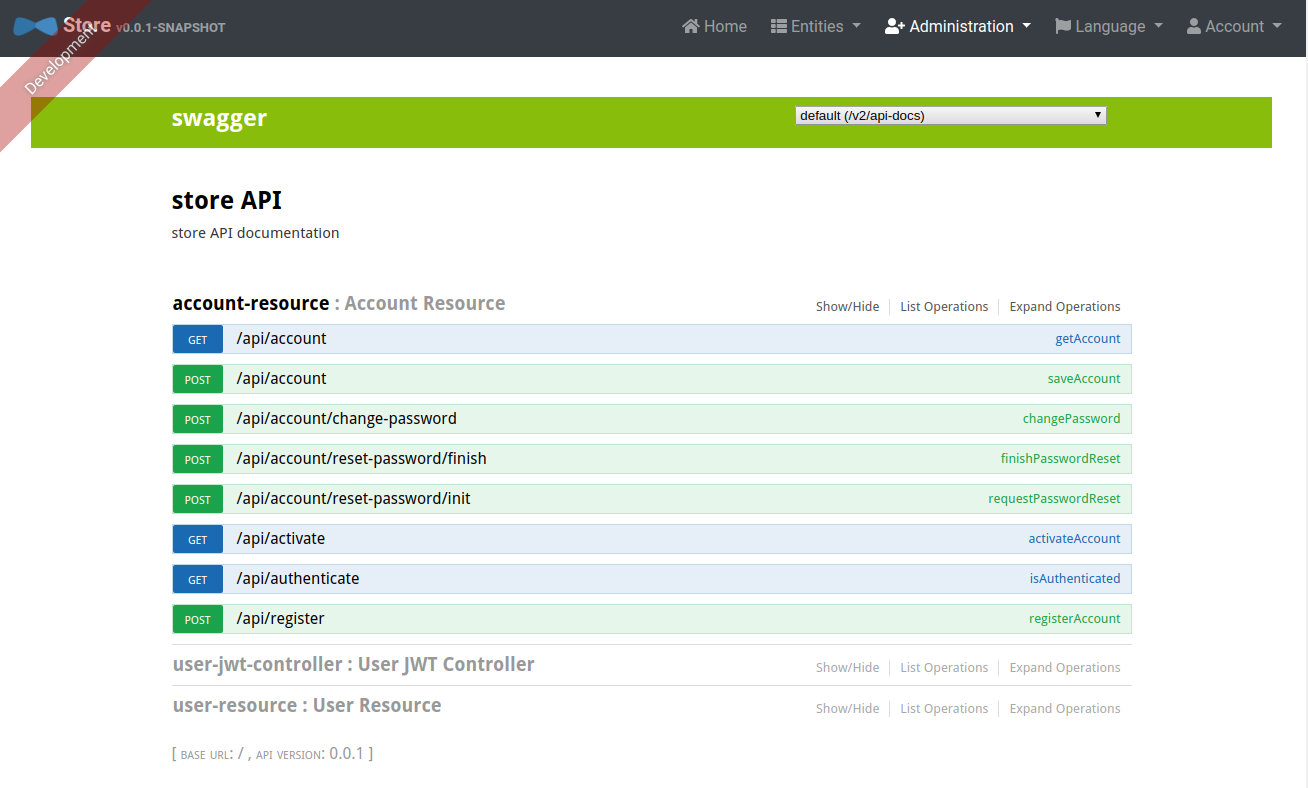 Store v0.0.1-SNAPSHOT Home Entities Administration Language Account
Development
swagger default (/v2/api-docs)
store API
store API documentation
account-resource : Account Resource Show/Hide List Operations Expand Operations
GET /api/account getAccount
POST /api/account saveAccount
POST /api/account/change-password changePassword
POST /api/account/reset-password/finish finishPasswordReset
POST /api/account/reset-password/init requestPasswordReset
GET /api/activate activateAccount
GET /api/authenticate isAuthenticated
POST /api/register registerAccount
user-jwt-controller : User JWT Controller Show/Hide List Operations Expand Operations
user-resource : User Resource Show/Hide List Operations Expand Operations
[ BASE URL: / , API VERSION: 0.0.1 ]